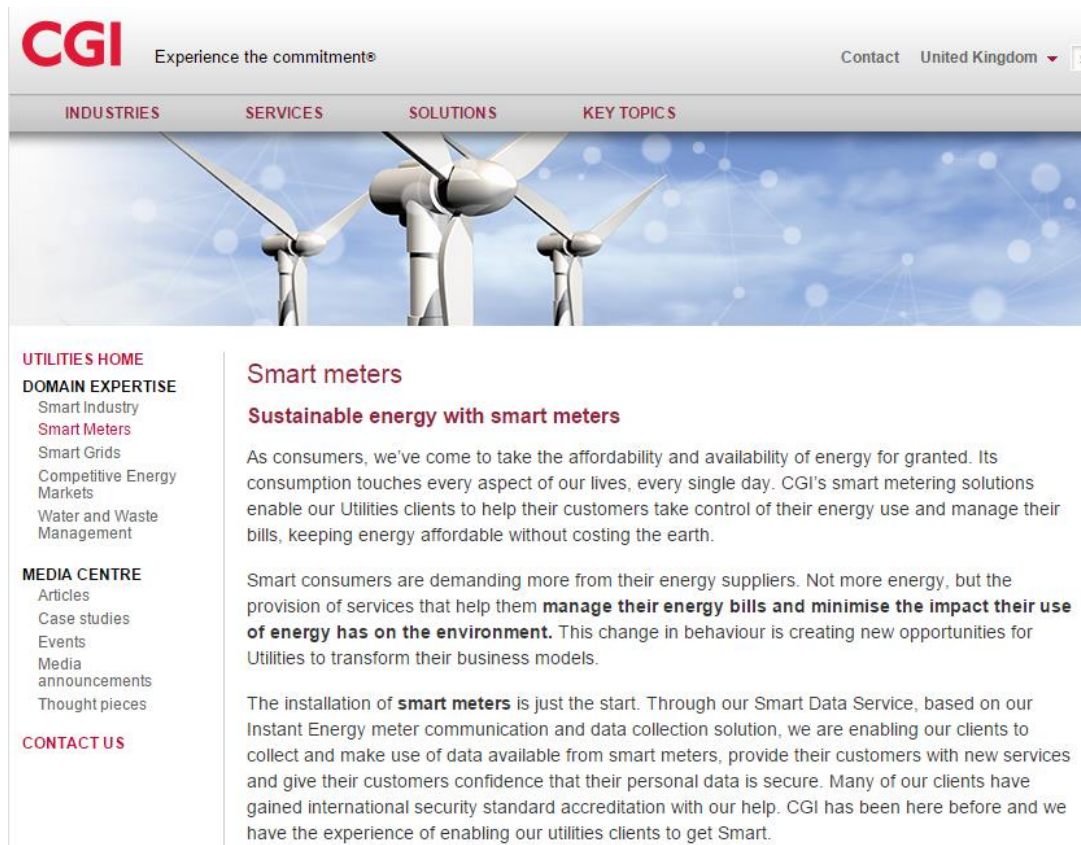 CGI
Experience the commitment®
Contact United Kingdom
INDUSTRIES SERVICES SOLUTIONS KEY TOPICS
UTILITIES HOME
DOMAIN EXPERTISE
Smart Industry
Smart Meters
Smart Grids
Competitive Energy
Markets
Water and Waste
Management
MEDIA CENTRE
Articles
Case studies
Events
Media
announcements
Thought pieces
CONTACT US
Smart meters
Sustainable energy with smart meters
As consumers, we've come to take the affordability and availability of energy for granted. Its
consumption touches every aspect of our lives, every single day. CGI's smart metering solutions
enable our Utilities clients to help their customers take control of their energy use and manage their
bills, keeping energy affordable without costing the earth.
Smart consumers are demanding more from their energy suppliers. Not more energy, but the
provision of services that help them manage their energy bills and minimise the impact their use
of energy has on the environment. This change in behaviour is creating new opportunities for
Utilities to transform their business models.
The installation of smart meters is just the start. Through our Smart Data Service, based on our
Instant Energy meter communication and data collection solution, we are enabling our clients to
collect and make use of data available from smart meters, provide their customers with new services
and give their customers confidence that their personal data is secure. Many of our clients have
gained international security standard accreditation with our help. CGI has been here before and we
have the experience of enabling our utilities clients to get Smart.